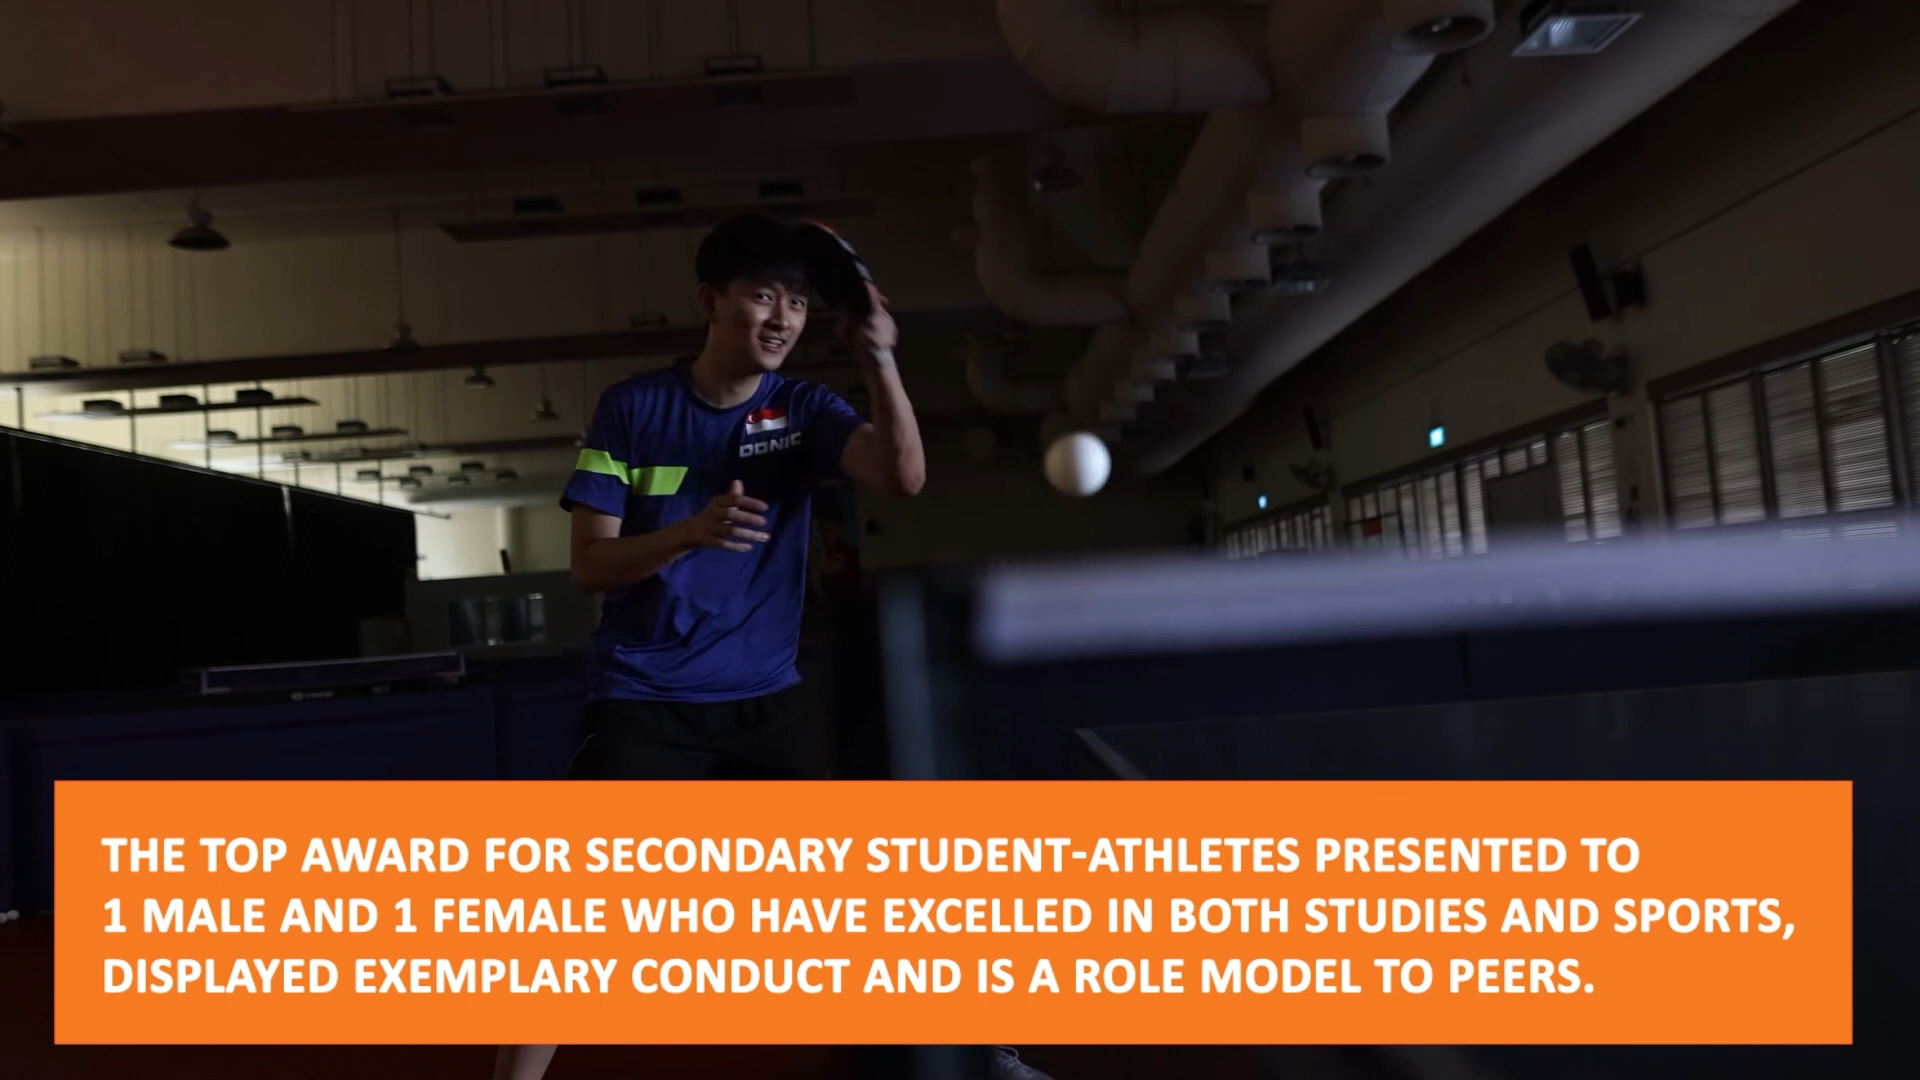 DONIC
THE TOP AWARD FOR SECONDARY STUDENT-ATHLETES PRESENTED TO
1 MALE AND 1 FEMALE WHO HAVE EXCELLED IN BOTH STUDIES AND SPORTS,
DISPLAYED EXEMPLARY CONDUCT AND IS A ROLE MODEL TO PEERS.